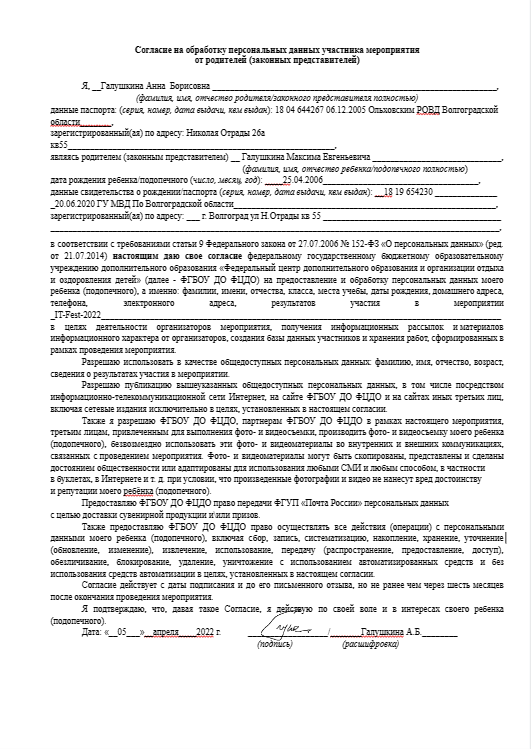 Согласие на обработку персональных данных участника мероприятия
от родителей (законных представителей)
Я, __Галушкина Анна Борисовна ____,
(фамилия, имя, отчество родителя/законного представителя полностью)
данные паспорта: (серия, номер, дата выдачи, кем выдан): 18 04 644267 06.12.2005 Ольховским РОВД Волгоградской
области________,
зарегистрированный(ая) по адресу: Николая Отрады 26а
кв55____,
являясь родителем (законным представителем) __ Галушкина Максима Евгеньевича ____,
(фамилия, имя, отчество ребенка/подопечного полностью)
дата рождения ребенка/подопечного (число, месяц, год): ____25.04.2006____,
данные свидетельства о рождении/паспорта (серия, номер, дата выдачи, кем выдан): __18 19 654230 ____
_20.06.2020 ГУ МВД По Волгоградской область____,
зарегистрированный(ая) по адресу: ___ г. Волгоград ул Н.Отрады кв 55 ____
____,
в соответствии с требованиями статьи 9 Федерального закона от 27.07.2006 № 152-ФЗ «О персональных данных» (ред.
от 21.07.2014) настоящим даю свое согласие федеральному государственному бюджетному образовательному
учреждению дополнительного образования «Федеральный центр дополнительного образования и организации отдыха
и оздоровления детей» (далее - ФГБОУ ДО ФЦДО) на предоставление и обработку персональных данных моего
ребенка (подопечного), а именно: фамилии, имени, отчества, класса, места учебы, даты рождения, домашнего адреса,
телефона, электронного адреса, результатов участия в мероприятии
_IT-Fest-2022____
в целях деятельности организаторов мероприятия, получения информационных рассылок и материалов
информационного характера от организаторов, создания базы данных участников и хранения работ, сформированных в
рамках проведения мероприятия.
Разрешаю использовать в качестве общедоступных персональных данных: фамилию, имя, отчество, возраст,
сведения о результатах участия в мероприятии.
Разрешаю публикацию вышеуказанных общедоступных персональных данных, в том числе посредством
информационно-телекоммуникационной сети Интернет, на сайте ФГБОУ ДО ФЦДО и на сайтах иных третьих лиц,
включая сетевые издания исключительно в целях, установленных в настоящем согласии.
Также я разрешаю ФГБОУ ДО ФЦДО, партнерам ФГБОУ ДО ФЦДО в рамках настоящего мероприятия,
третьим лицам, привлеченным для выполнения фото- и видеосъемки, производить фото- и видеосъемку моего ребенка
(подопечного), безвозмездно использовать эти фото- и видеоматериалы во внутренних и внешних коммуникациях,
связанных с проведением мероприятия. Фото- и видеоматериалы могут быть скопированы, представлены и сделаны
достоянием общественности или адаптированы для использования любыми СМИ и любым способом, в частности
в буклетах, в Интернете и т. д. при условии, что произведенные фотографии и видео не нанесут вред достоинству
и репутации моего ребёнка (подопечного).
Предоставляю ФГБОУ ДО ФЦДО право передачи ФГУП «Почта России» персональных данных
с целью доставки сувенирной продукции и\или призов.
Также предоставляю ФГБОУ ДО ФЦДО право осуществлять все действия (операции) с персональными
данными моего ребенка (подопечного), включая сбор, запись, систематизацию, накопление, хранение, уточнение
(обновление, изменение), извлечение, использование, передачу (распространение, предоставление, доступ),
обезличивание, блокирование, удаление, уничтожение с использованием автоматизированных средств и без
использования средств автоматизации в целях, установленных в настоящем согласии.
Согласие действует с даты подписания и до его письменного отзыва, но не ранее чем через шесть месяцев
после окончания проведения мероприятия.
Я подтверждаю, что, давая такое Согласие, я действую по своей воле и в интересах своего ребенка
(подопечного).
Дата: «__05___»__апреля____2022 г. ____/________Галушкина А.Б.________
(подпись) (расшифровка)